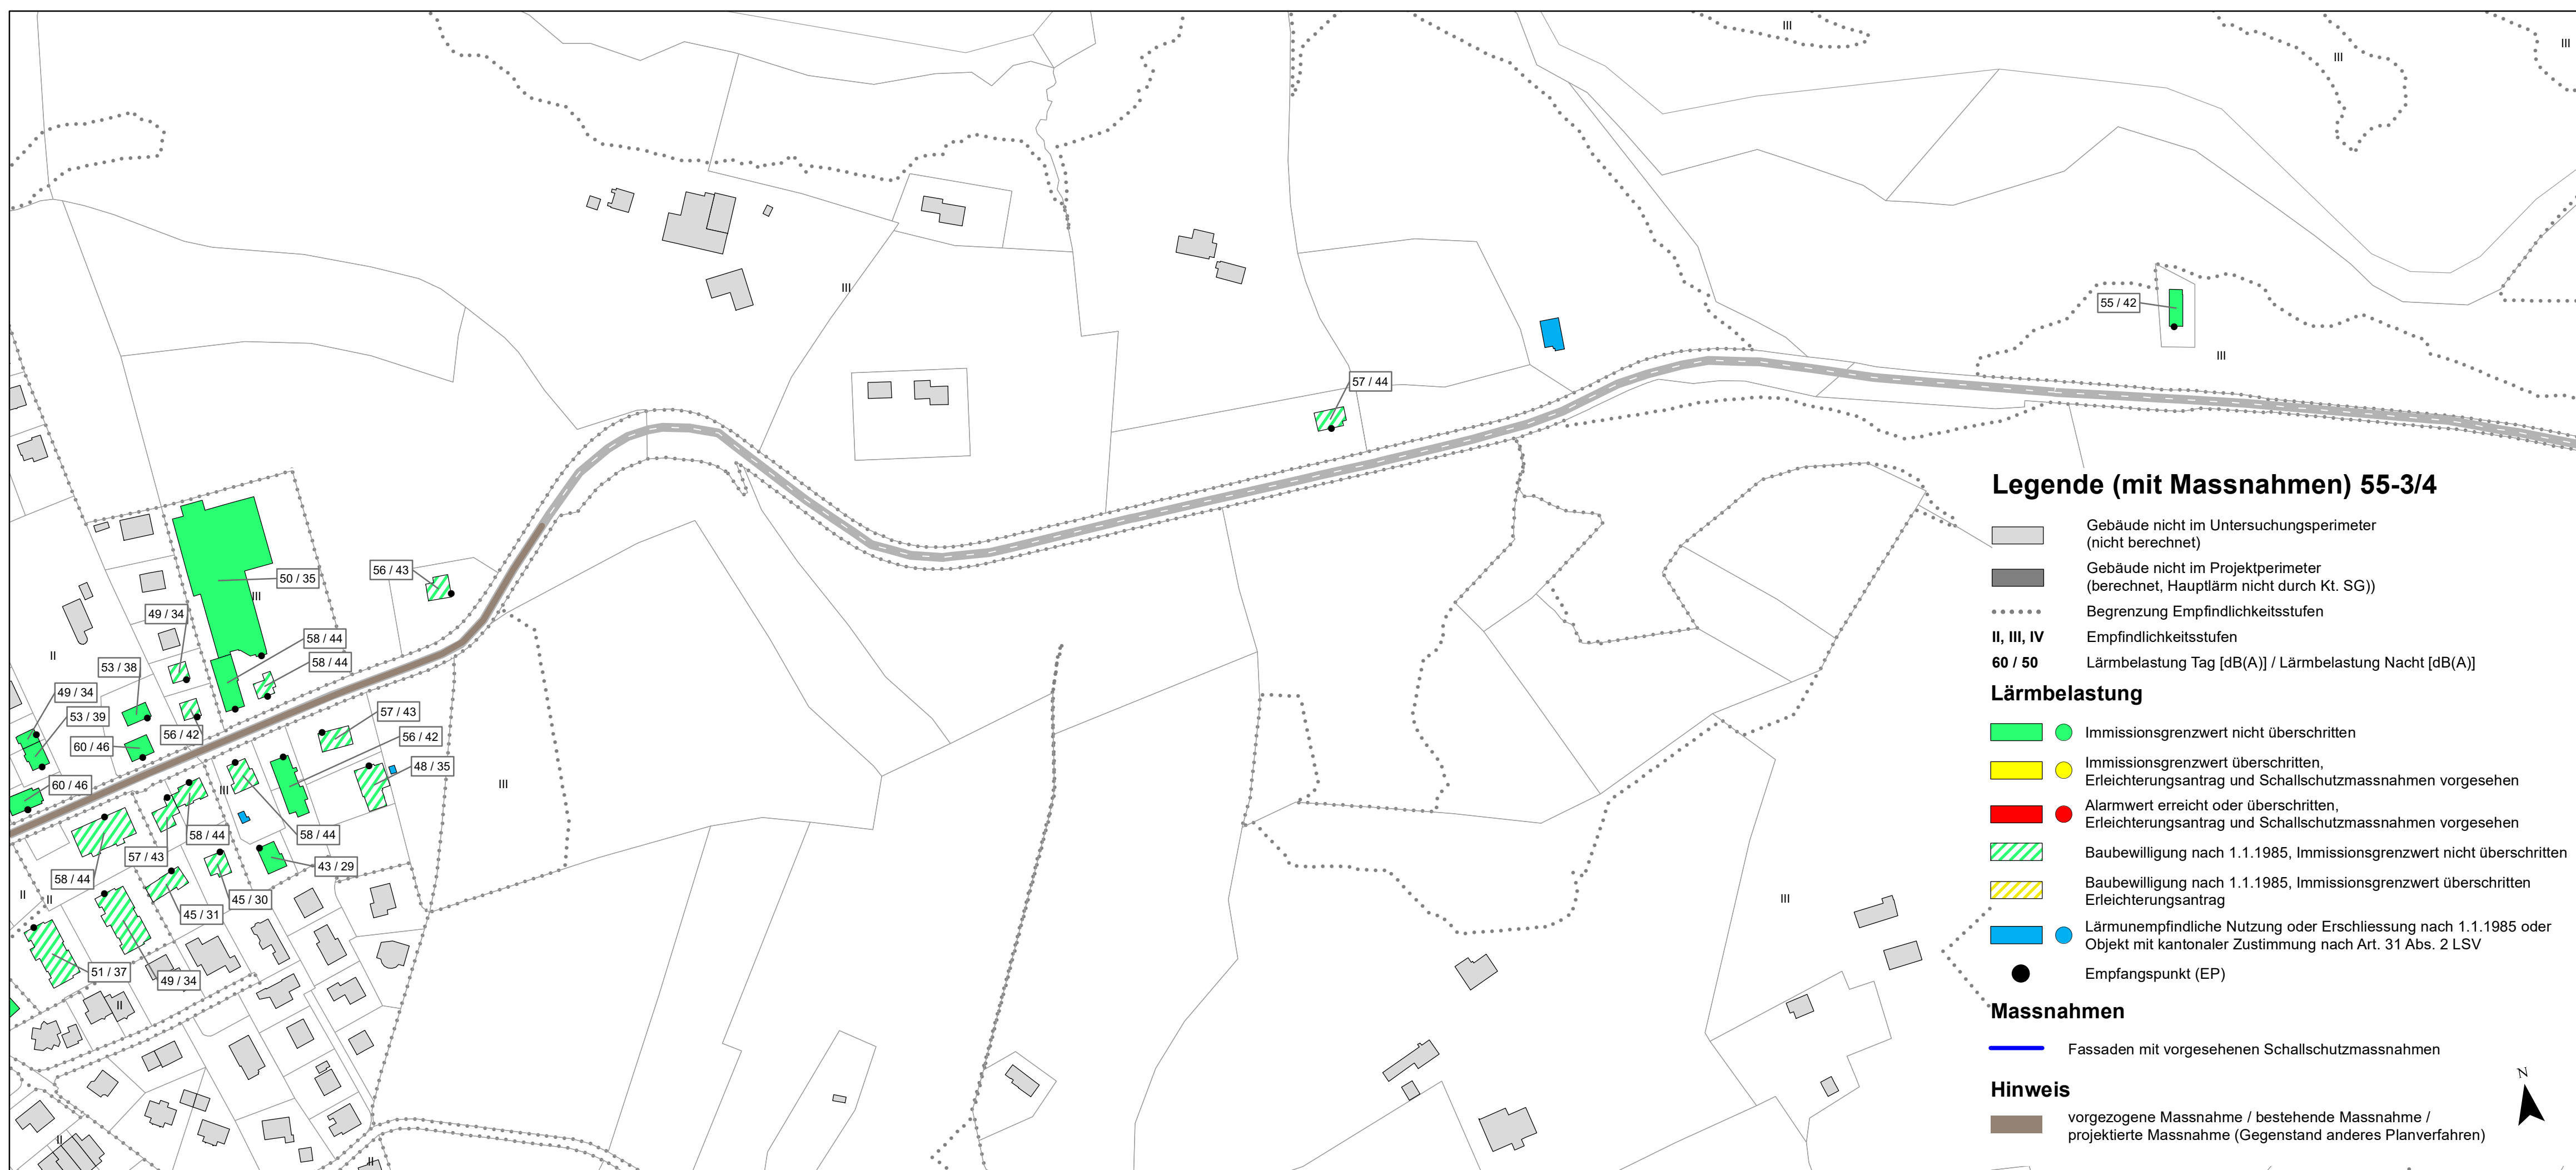 III
III
III
III
55 / 42
III
57 / 44
50 / 35
III
56 / 43
49 / 34
58 / 44
II
58 / 44
53 / 38
49 / 34
53 / 39
57 / 43
56 / 42
56 / 42
60 / 46
48 / 35
III
60 / 46
III
58 / 44
58 / 44
57 / 43
43 / 29
58 / 44
II
II
45 / 30
45 / 31
51 / 37
49 / 34
II
II
II
III
Legende (mit Massnahmen) 55-3/4
Gebäude nicht im Untersuchungsperimeter
(nicht berechnet)
Gebäude nicht im Projektperimeter
(berechnet, Hauptlärm nicht durch Kt. SG))
Begrenzung Empfindlichkeitsstufen
II, III, IV Empfindlichkeitsstufen
60 / 50 Lärmbelastung Tag [dB(A)] / Lärmbelastung Nacht [dB(A)]
Lärmbelastung
Immissionsgrenzwert nicht überschritten
Immissionsgrenzwert überschritten,
Erleichterungsantrag und Schallschutzmassnahmen vorgesehen
Alarmwert erreicht oder überschritten,
Erleichterungsantrag und Schallschutzmassnahmen vorgesehen
Baubewilligung nach 1.1.1985, Immissionsgrenzwert nicht überschritten
Baubewilligung nach 1.1.1985, Immissionsgrenzwert überschritten
Erleichterungsantrag
Lärmunempfindliche Nutzung oder Erschliessung nach 1.1.1985 oder
Objekt mit kantonaler Zustimmung nach Art. 31 Abs. 2 LSV
Empfangspunkt (EP)
Massnahmen
Fassaden mit vorgesehenen Schallschutzmassnahmen
N
Hinweis
vorgezogene Massnahme / bestehende Massnahme /
projektierte Massnahme (Gegenstand anderes Planverfahren)
III